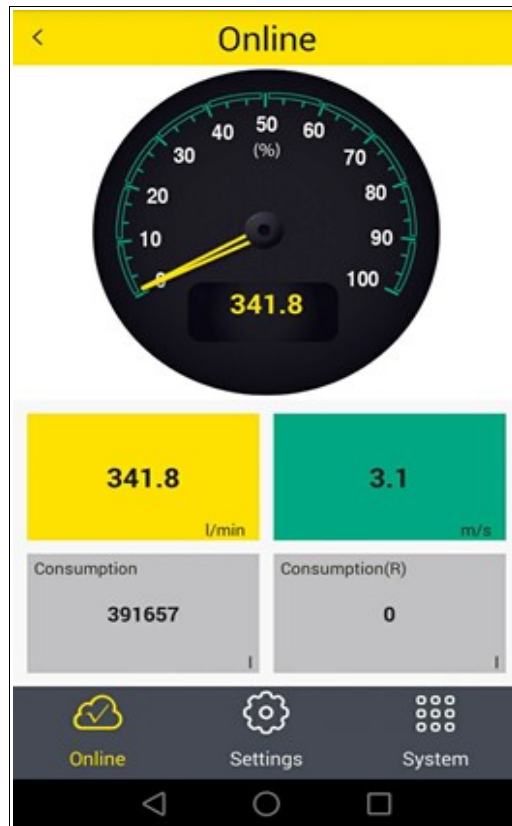 Online
50
40
60
(%)
30
70
20
80
10
90
0
100
341.8
341.8
l/min
3.1
m/s
Consumption
391657
l
Consumption(R)
0
l
Online
Settings
System